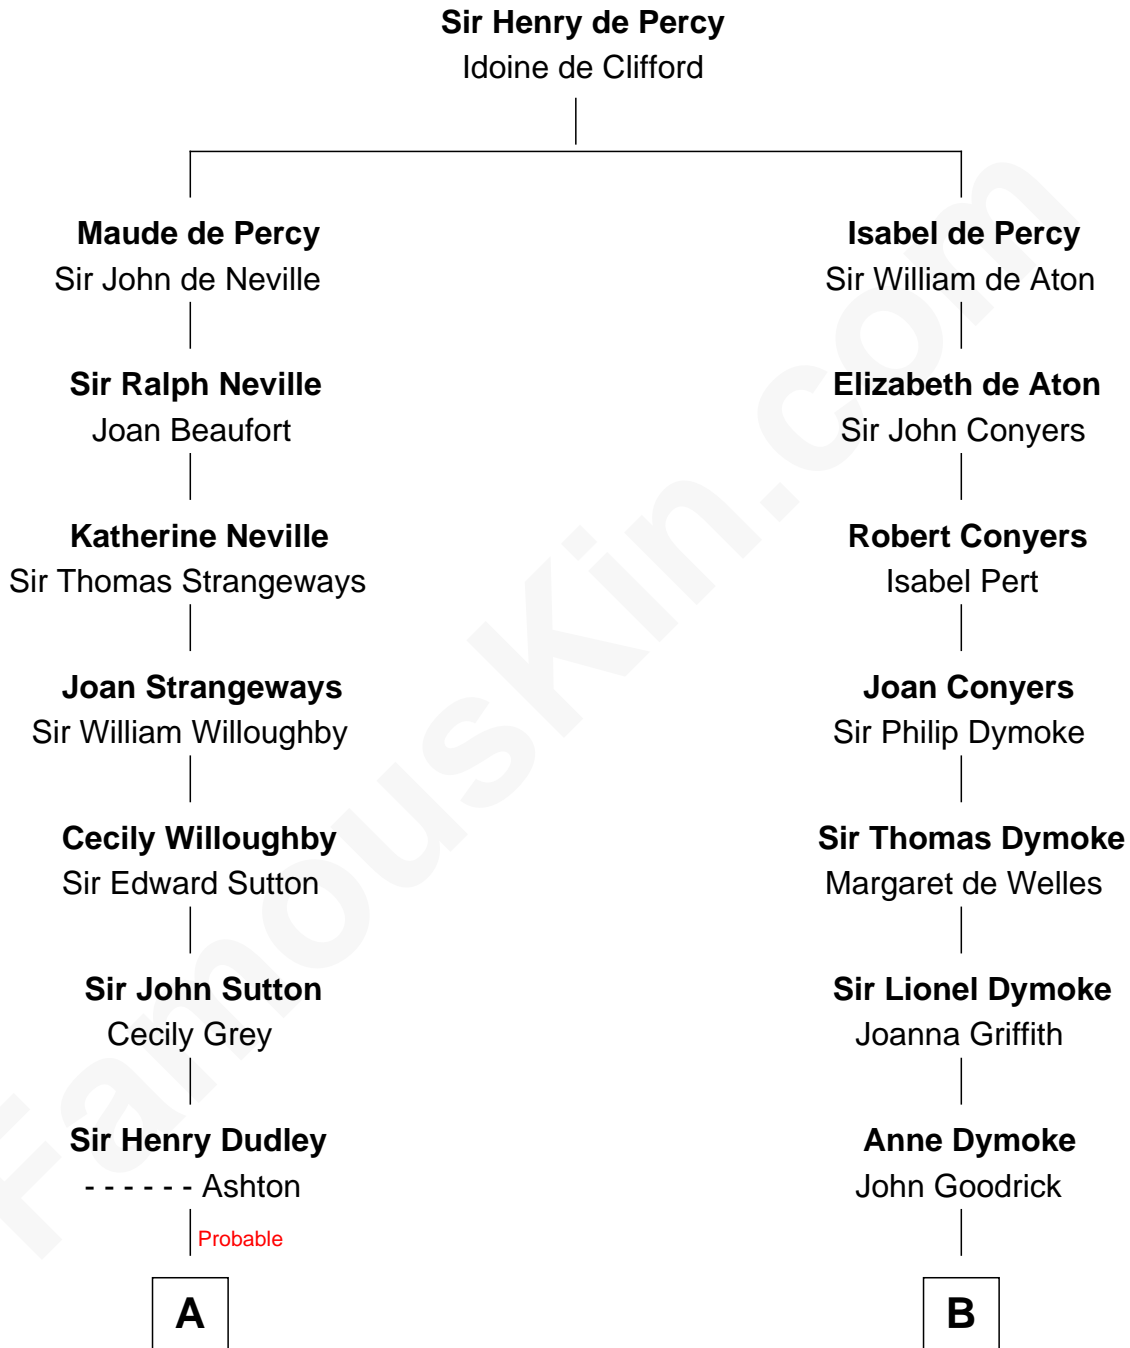 Sir Henry de Percy
Idoine de Clifford
Maude de Percy
Sir John de Neville
Isabel de Percy
Sir William de Aton
Sir Ralph Neville
Joan Beaufort
Elizabeth de Aton
Sir John Conyers
Katherine Neville
Sir Thomas Strangeways
Robert Conyers
Isabel Pert
Joan Strangeways
Sir William Willoughby
Joan Conyers
Sir Philip Dymoke
Cecily Willoughby
Sir Edward Sutton
Sir Thomas Dymoke
Margaret de Welles
Sir John Sutton
Cecily Grey
Sir Lionel Dymoke
Joanna Griffith
Sir Henry Dudley
- - - - - - Ashton
Anne Dymoke
John Goodrick
Probable
A
B
FamousKin.com